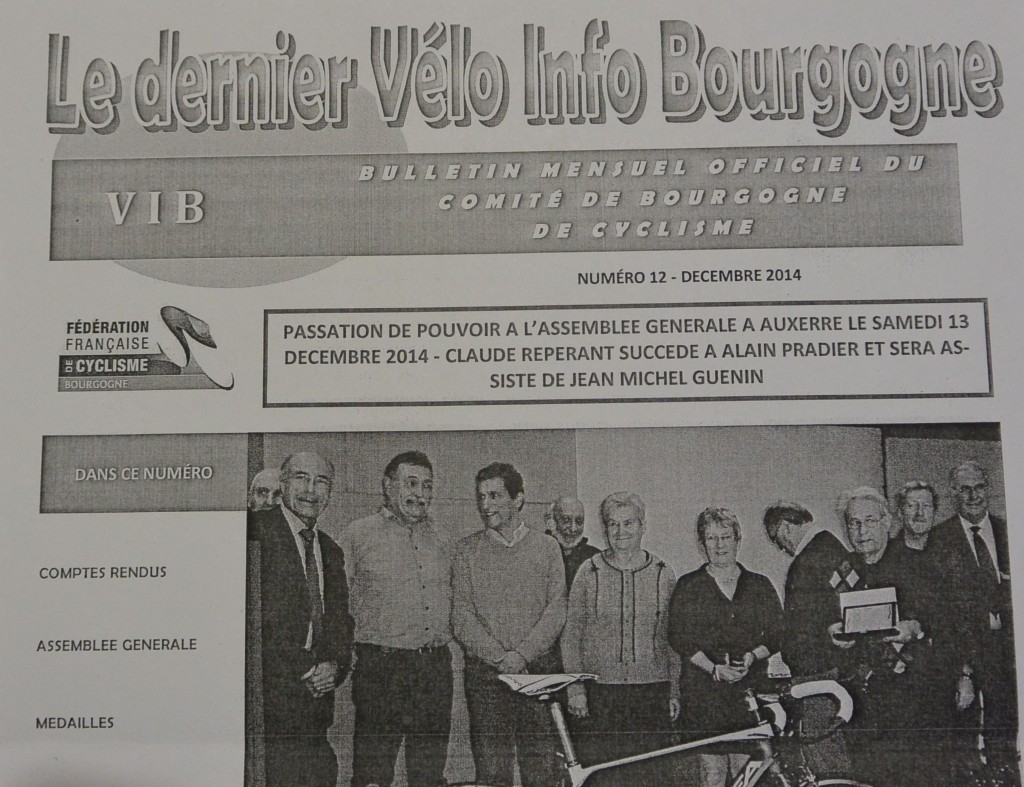 Le dernier Vélo Info Bourgogne
VIB
BULLETIN MENSUEL OFFICIEL DU
COMITÉ DE BOURGOGNE
DE CYCLISME
NUMÉRO 12 - DECEMBRE 2014
FÉDÉRATION
FRANÇAISE
DE CYCLISME
BOURGOGNE
PASSATION DE POUVOIR A L'ASSEMBLEE GENERALE A AUXERRE LE SAMEDI 13
DECEMBRE 2014 - CLAUDE REPERANT SUCCEDE A ALAIN PRADIER ET SERA AS-
SISTE DE JEAN MICHEL GUENIN
DANS CE NUMÉRO
COMPTES RENDUS
ASSEMBLEE GENERALE
MEDAILLES